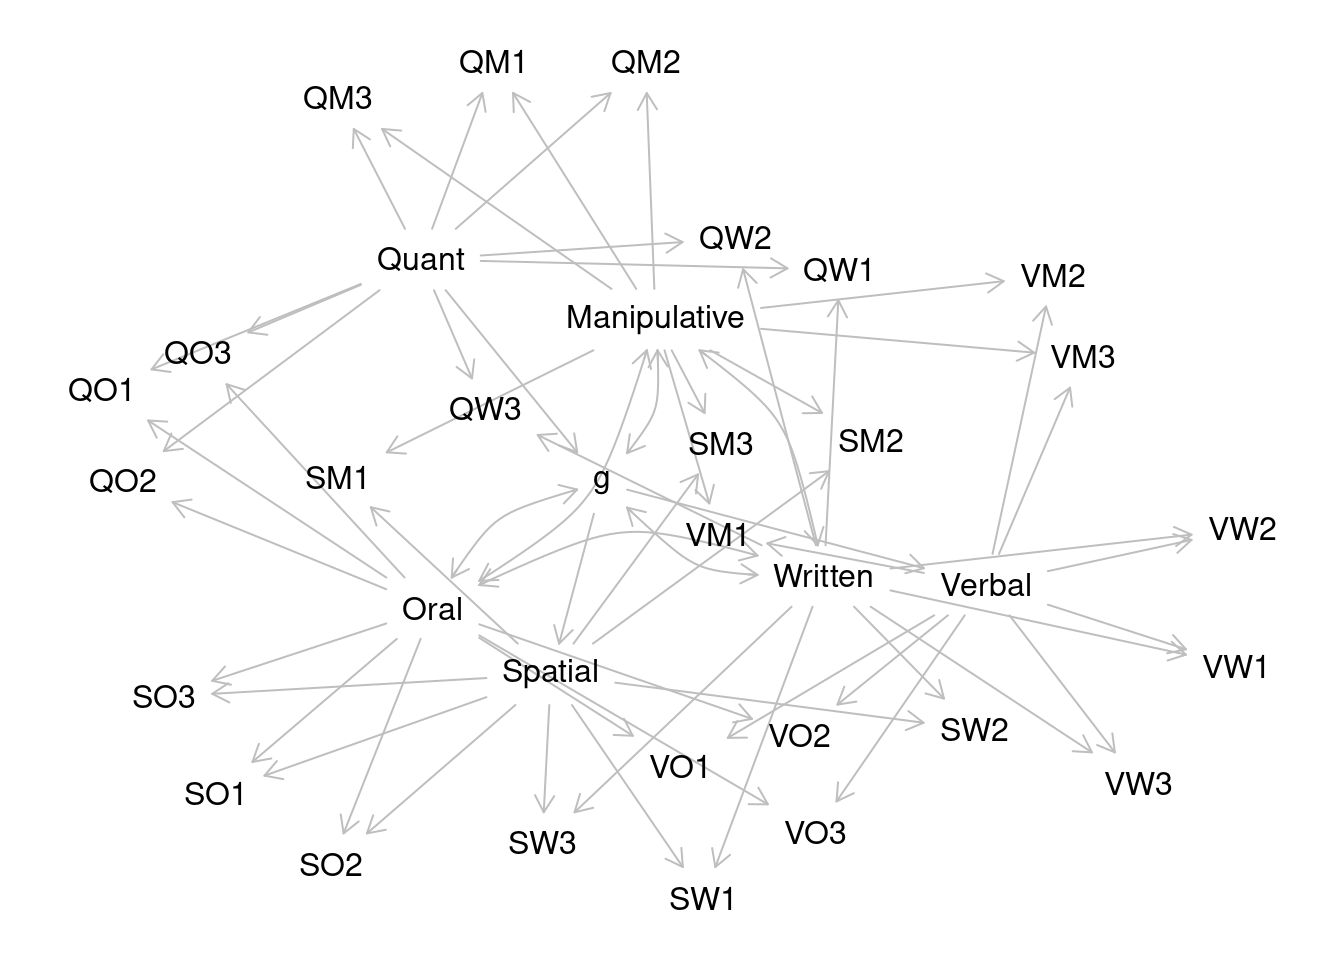 QM1
QM2
QM3
QW2
Quant
QW1
VM2
Manipulative
QO3
VM3
QO1
QW3
SM3
SM2
QO2
SM1
g
VM1
VW2
Written
Verbal
Oral
Spatial
VW1
SO3
VO2
SW2
VO1
SO1
VW3
VO3
SW3
SO2
SW1